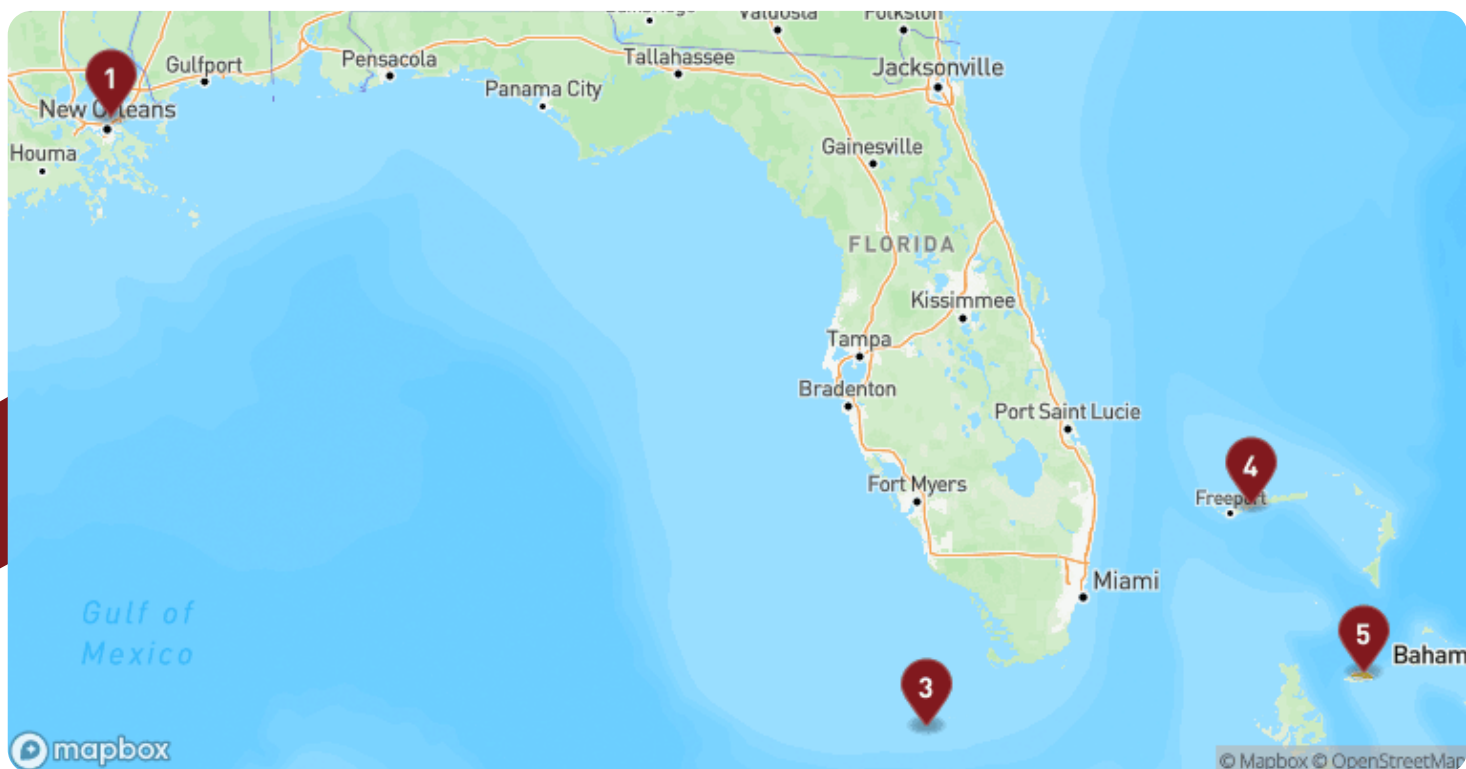 Valdosta
Folkston
1
Gulfport
Pensacola
Tallahassee
Jacksonville
Panama City
New Orleans
Houma
Gainesville
FLORIDA
Kissimmee
Tampa
Bradenton
Port Saint Lucie
4
Fort Myers
Freeport
Miami
Gulf of
Mexico
5
Baham
3
mapbox
© Mapbox © OpenStreetMap